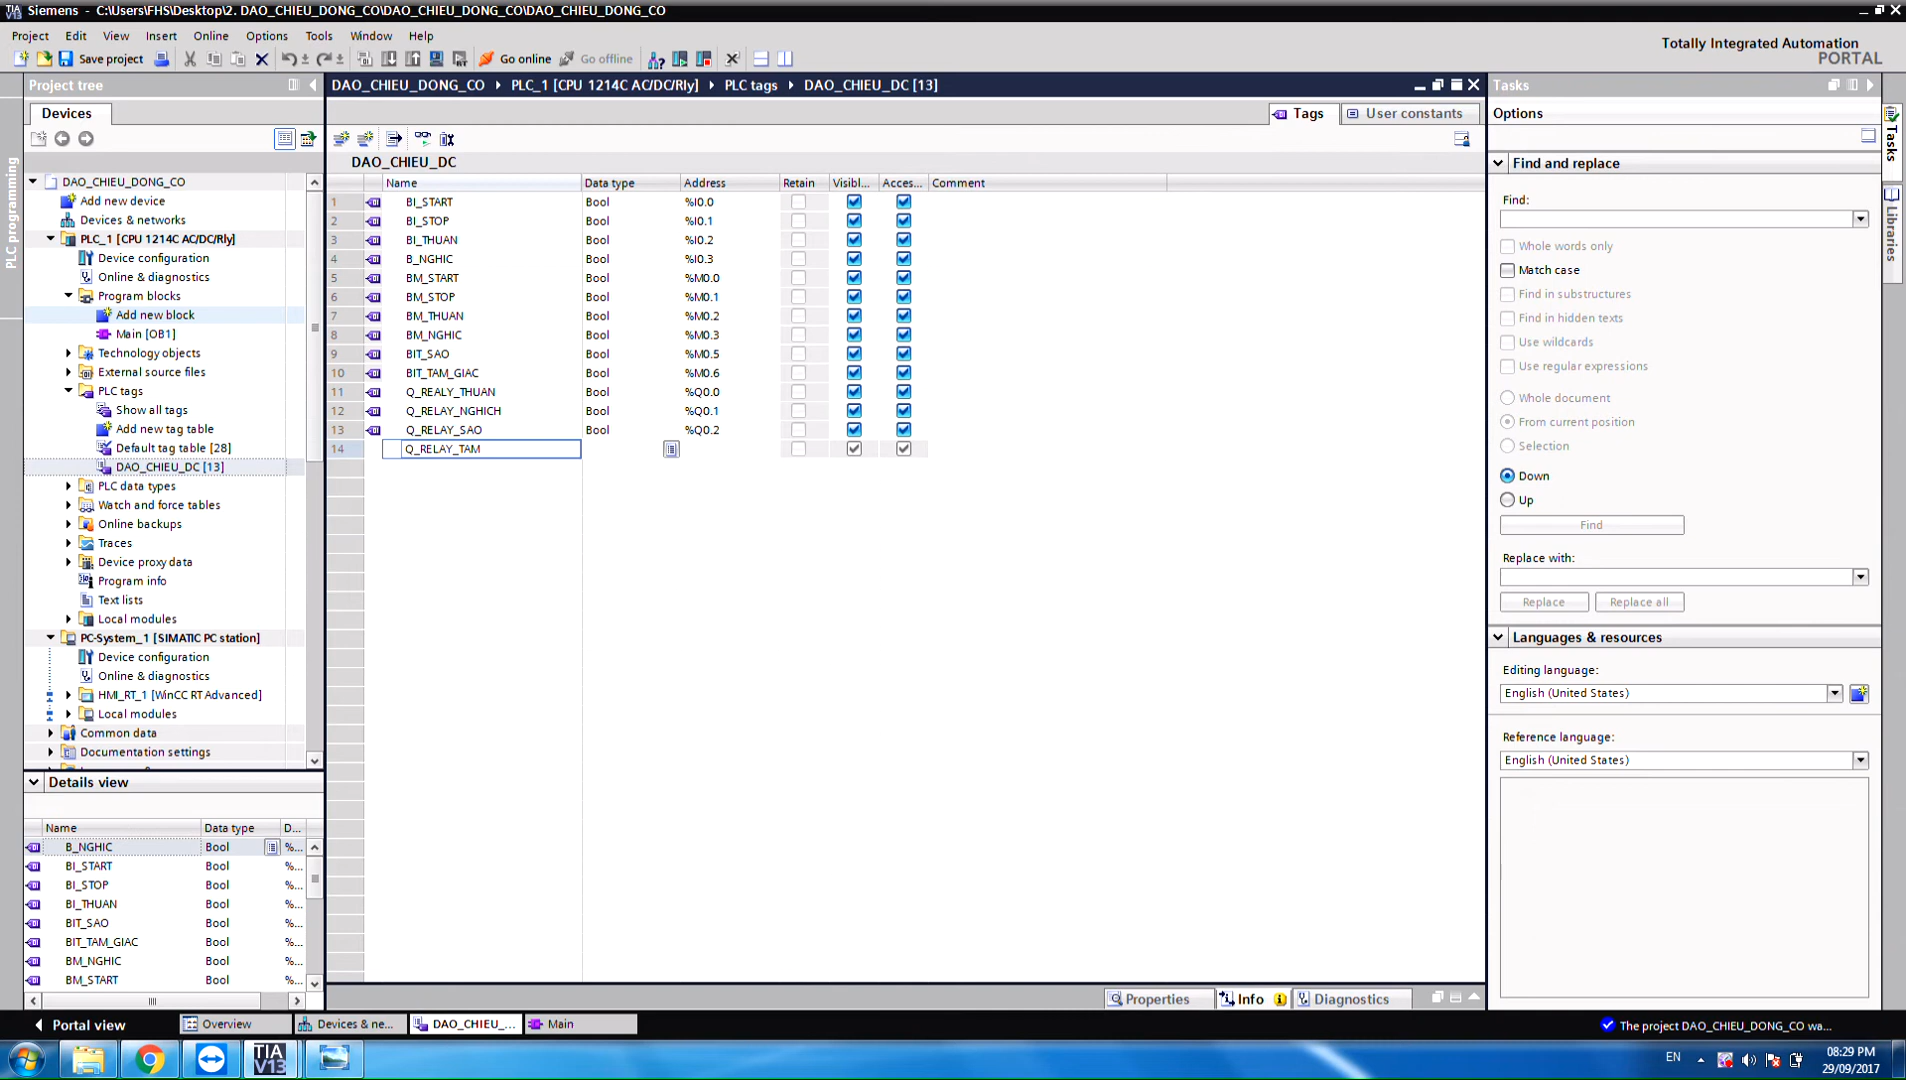 Siemens - C:\Users\FHS\Desktop\2. DAO_CHIEU_DONG_CO\DAO_CHIEU_DONG_CO\DAO_CHIEU_DONG_CO
Project Edit View Insert Online Options Tools Window Help
Totally Integrated Automation
PORTAL
Save project
Go online
Go offline
Project tree
DAO_CHIEU_DONG_CO PLC_1 [CPU 1214C AC/DC/Rly] PLC tags DAO_CHIEU_DC [13]
Tasks
Devices
Tags
User constants
Options
PLC programming
DAO_CHIEU_DC
DAO_CHIEU_DONG_CO
Add new device
Devices & networks
PLC_1 [CPU 1214C AC/DC/Rly]
Device configuration
Online & diagnostics
Program blocks
Add new block
Main [OB1]
Technology objects
External source files
PLC tags
Show all tags
Add new tag table
Default tag table [28]
DAO_CHIEU_DC [13]
PLC data types
Watch and force tables
Online backups
Traces
Device proxy data
Program info
Text lists
Local modules
PC-System_1 [SIMATIC PC station]
Device configuration
Online & diagnostics
HMI_RT_1 [WinCC RT Advanced]
Local modules
Common data
Documentation settings
Name Data type Address Retain Visibl... Acces... Comment
1 BI_START Bool %I0.0
2 BI_STOP Bool %I0.1
3 BI_THUAN Bool %I0.2
4 B_NGHIC Bool %I0.3
5 BM_START Bool %M0.0
6 BM_STOP Bool %M0.1
7 BM_THUAN Bool %M0.2
8 BM_NGHIC Bool %M0.3
9 BIT_SAO Bool %M0.5
10 BIT_TAM_GIAC Bool %M0.6
11 Q_REALY_THUAN Bool %Q0.0
12 Q_RELAY_NGHICH Bool %Q0.1
13 Q_RELAY_SAO Bool %Q0.2
14 Q_RELAY_TAM
Find and replace
Find:
Whole words only
Match case
Find in substructures
Find in hidden texts
Use wildcards
Use regular expressions
Whole document
From current position
Selection
Down
Up
Find
Replace with:
Replace
Replace all
Languages & resources
Editing language:
English (United States)
Reference language:
English (United States)
Tasks
Libraries
Details view
Name Data type D...
B_NGHIC Bool %...
BI_START Bool %...
BI_STOP Bool %...
BI_THUAN Bool %...
BIT_SAO Bool %...
BIT_TAM_GIAC Bool %...
BM_NGHIC Bool %...
BM_START Bool %...
Properties
Info
Diagnostics
Portal view
Overview
Devices & ne...
DAO_CHIEU_...
Main
The project DAO_CHIEU_DONG_CO wa...
TIA
V13
EN
08:29 PM
29/09/2017